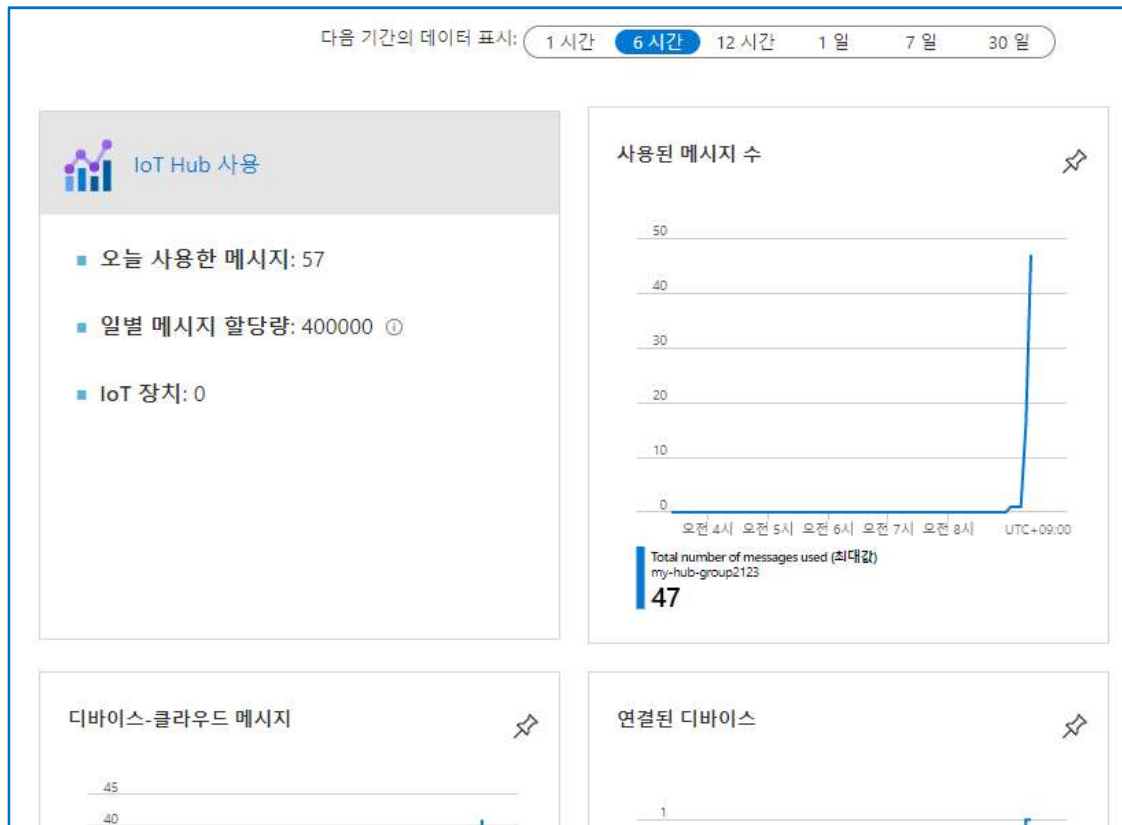 다음 기간의 데이터 표시: 1 시간 6 시간 12 시간 1 일 7 일 30 일
IoT Hub 사용
오늘 사용한 메시지: 57
일별 메시지 할당량: 400000
IoT 장치: 0
사용된 메시지 수
50
40
30
20
10
0
오전 4시 오전 5시 오전 6시 오전 7시 오전 8시 UTC+09:00
Total number of messages used (최대값)
my-hub-group2123
47
디바이스-클라우드 메시지
45
40
연결된 디바이스
1